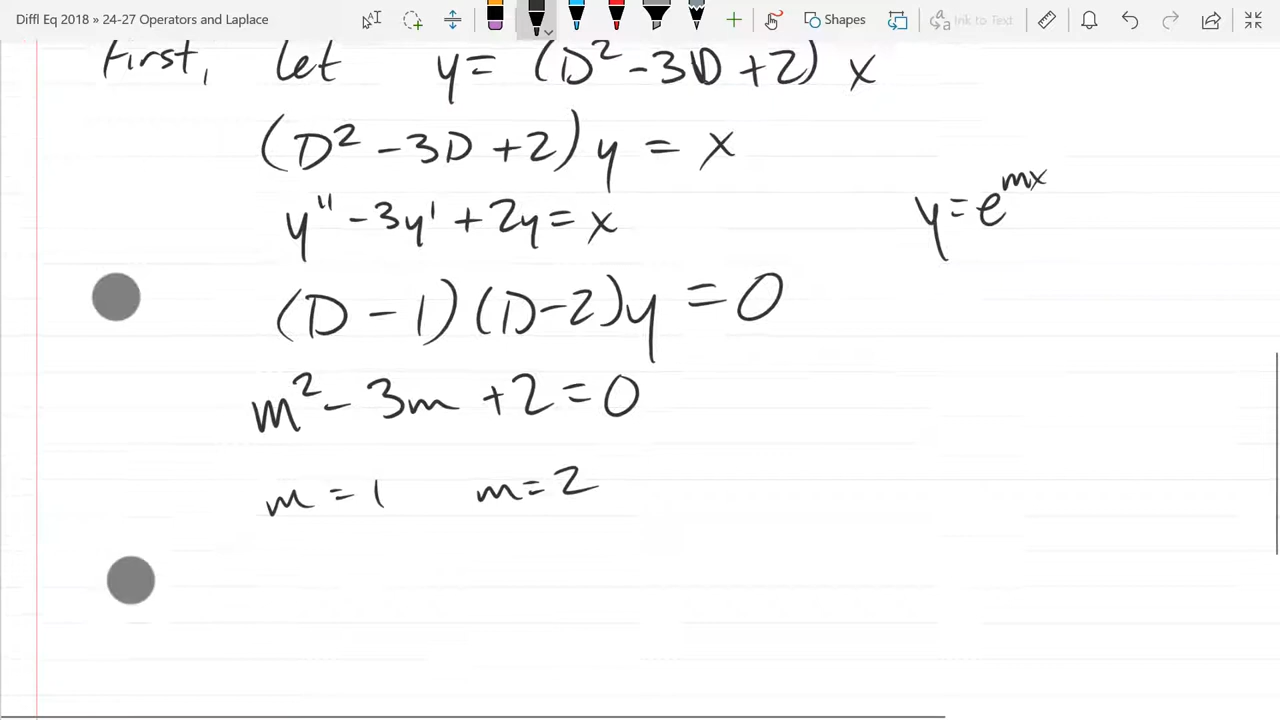 Diffl Eq 2018 » 24-27 Operators and Laplace
Shapes
Ink to Text
First, let y = (D² - 3D + 2) x
(D² - 3D + 2) y = x
y'' - 3y' + 2y = x
y = e^{mx}
(D - 1) (D - 2) y = 0
m² - 3m + 2 = 0
m = 1 m = 2